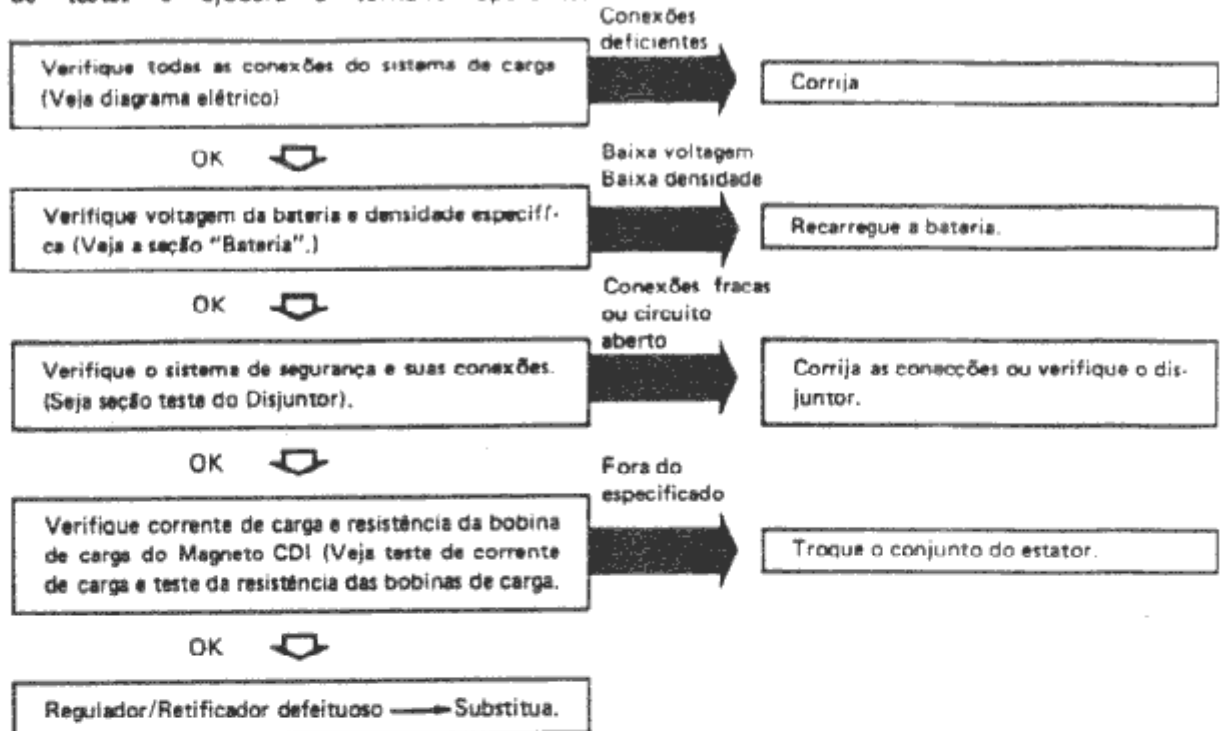 Conexões
deficientes
Verifique todas as conexões do sistema de carga
(Veja diagrama elétrico)
Corrija
OK
Baixa voltagem
Baixa densidade
Verifique voltagem da bateria e densidade específi-
ca (Veja a seção "Bateria".)
Recarregue a bateria.
OK
Conexões fracas
ou circuito
aberto
Verifique o sistema de segurança e suas conexões.
(Seja seção teste do Disjuntor).
Corrija as conecções ou verifique o dis-
juntor.
OK
Fora do
especificado
Verifique corrente de carga e resistência da bobina
de carga do Magneto CDI (Veja teste de corrente
de carga e teste da resistência das bobinas de carga.
Troque o conjunto do estator.
OK
Regulador/Retificador defeituoso → Substitua.